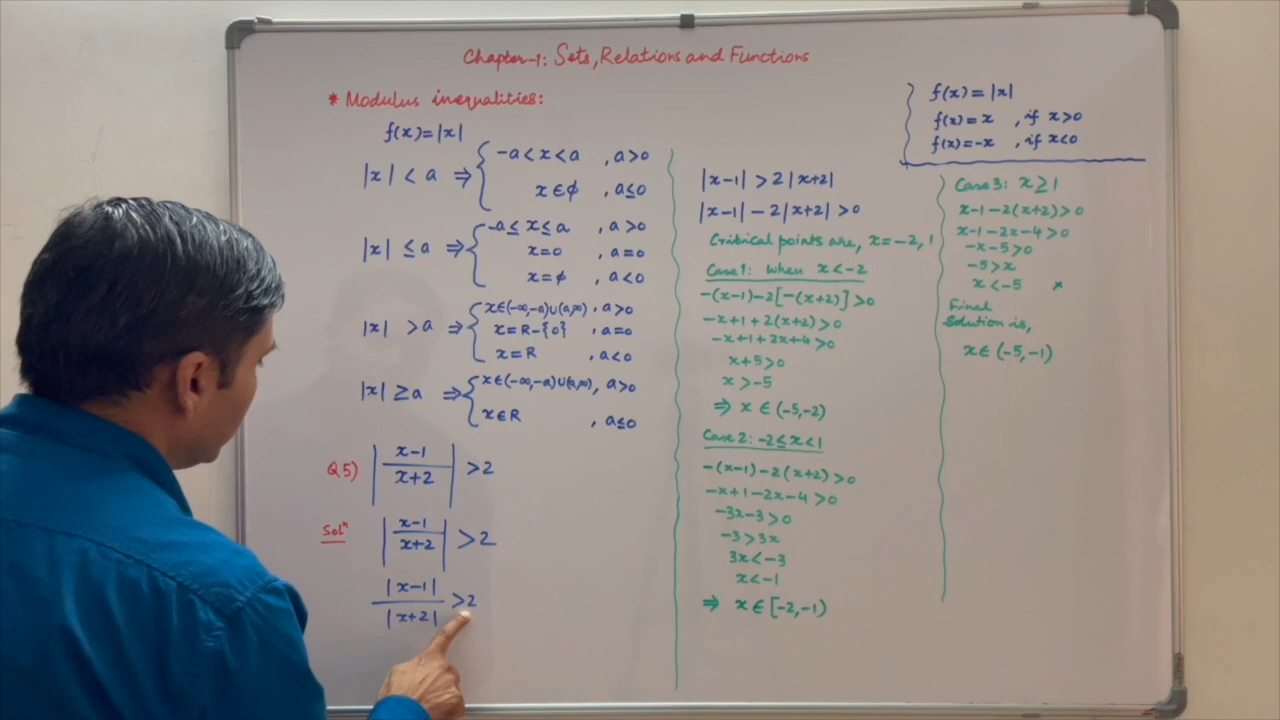 Chapter-1: Sets, Relations and Functions
* Modulus inequalities:
f(x)=|x|
|x| < a ⇒ { -a<x<a , a>0
x∈ϕ , a≤0
|x| ≤ a ⇒ { -a≤x≤a , a>0
x=0 , a=0
x=ϕ , a<0
|x| >a ⇒ { x∈(-∞,-a)∪(a,∞) , a>0
x=R-{0} , a=0
x=R , a<0
|x| ≥a ⇒ { x∈(-∞,-a)∪(a,∞) , a>0
x∈R , a≤0
Q5) |x-1 / x+2| >2
Solⁿ |x-1 / x+2| >2
|x-1| / |x+2| >2
|x-1| > 2|x+2|
|x-1| - 2|x+2| >0
Critical points are, x=-2, 1
Case 1: when x<-2
-(x-1)-2[-(x+2)] >0
-x+1+2(x+2)>0
-x+1+2x+4>0
x+5>0
x>-5
⇒ x ∈ (-5,-2)
Case 2: -2≤x<1
-(x-1)-2(x+2)>0
-x+1-2x-4>0
-3x-3>0
-3>3x
3x<-3
x<-1
⇒ x∈[-2,-1)
f(x)=|x|
f(x)=x , if x>0
f(x)=-x , if x<0
Case 3: x≥1
x-1-2(x+2)>0
x-1-2x-4>0
-x-5>0
-5>x
x<-5 ×
Final
solution is,
x∈ (-5,-1)